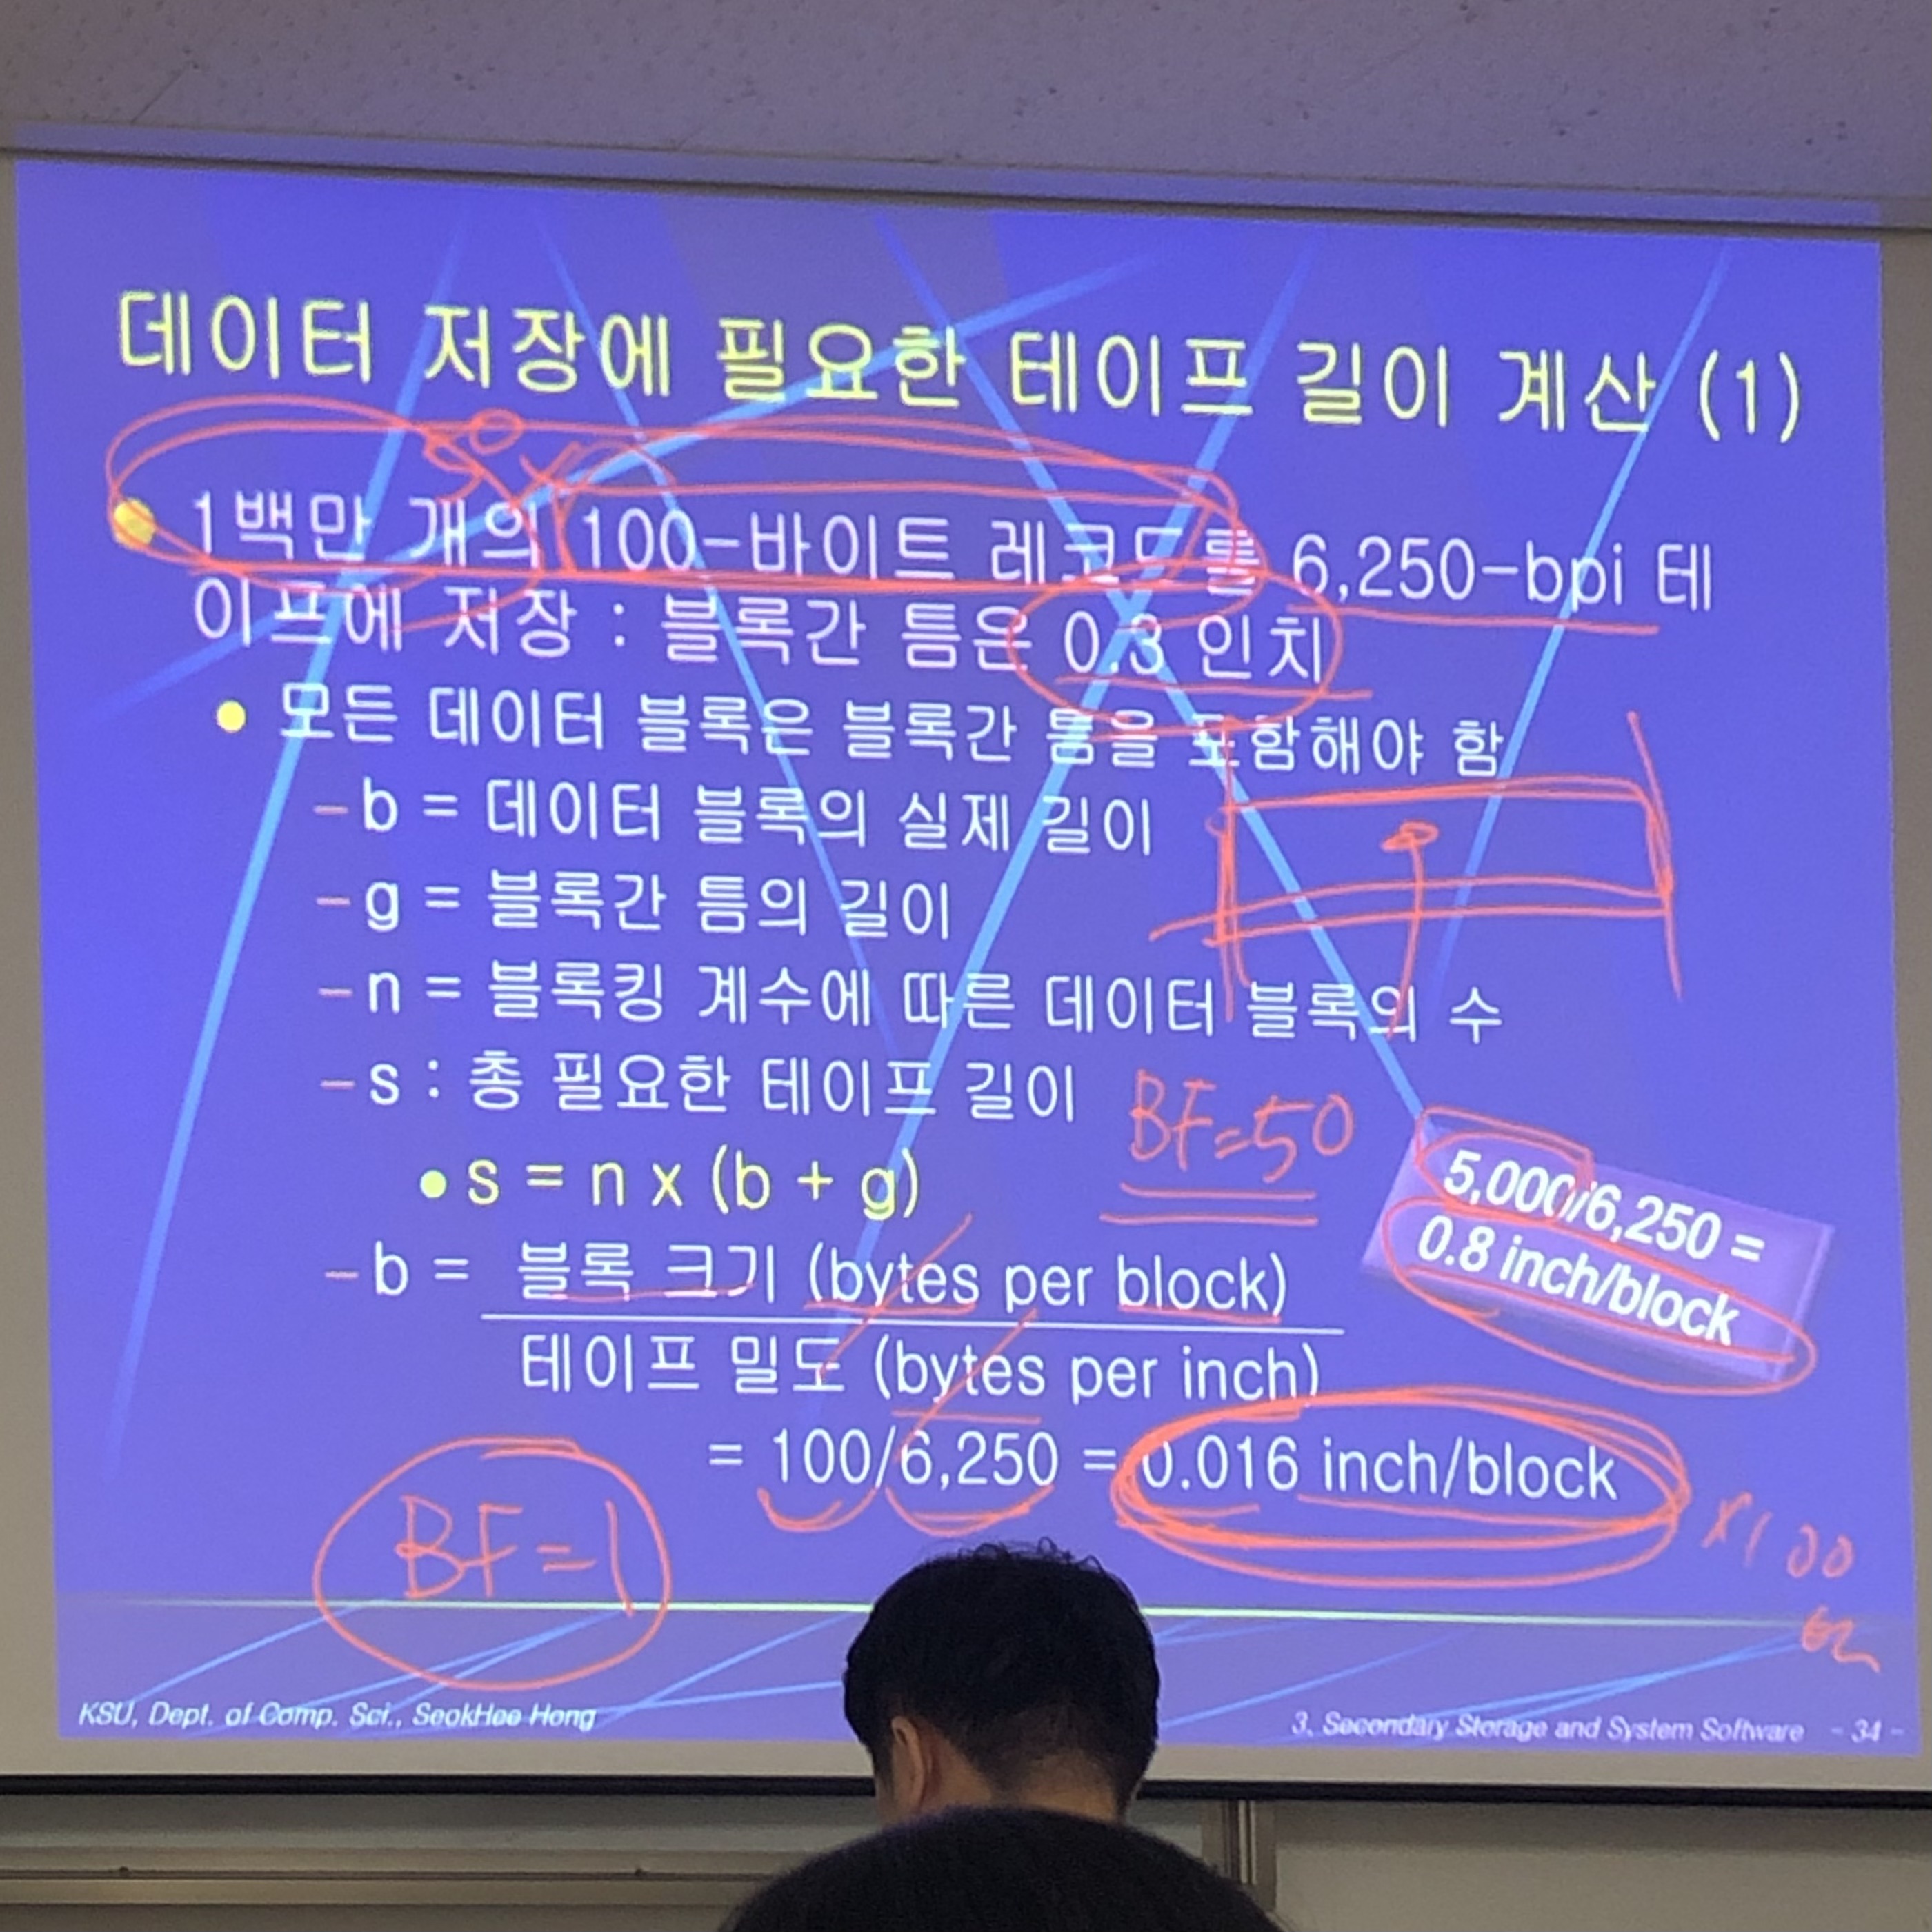 데이터 저장에 필요한 테이프 길이 계산 (1)
50 x
1백만 개의 100-바이트 레코드를 6,250-bpi 테
이프에 저장 : 블록간 틈은 0.3 인치
모든 데이터 블록은 블록간 틈을 포함해야 함
- b = 데이터 블록의 실제 길이
- g = 블록간 틈의 길이
- n = 블록킹 계수에 따른 데이터 블록의 수
- s : 총 필요한 테이프 길이
BF=50
s = n x (b + g)
5,000/6,250 =
0.8 inch/block
- b = 블록 크기 (bytes per block)
테이프 밀도 (bytes per inch)
= 100/6,250 = 0.016 inch/block
BF=1
x100
KSU, Dept. of Comp. Sci., SeokHee Hong
3. Secondary Storage and System Software - 34 -